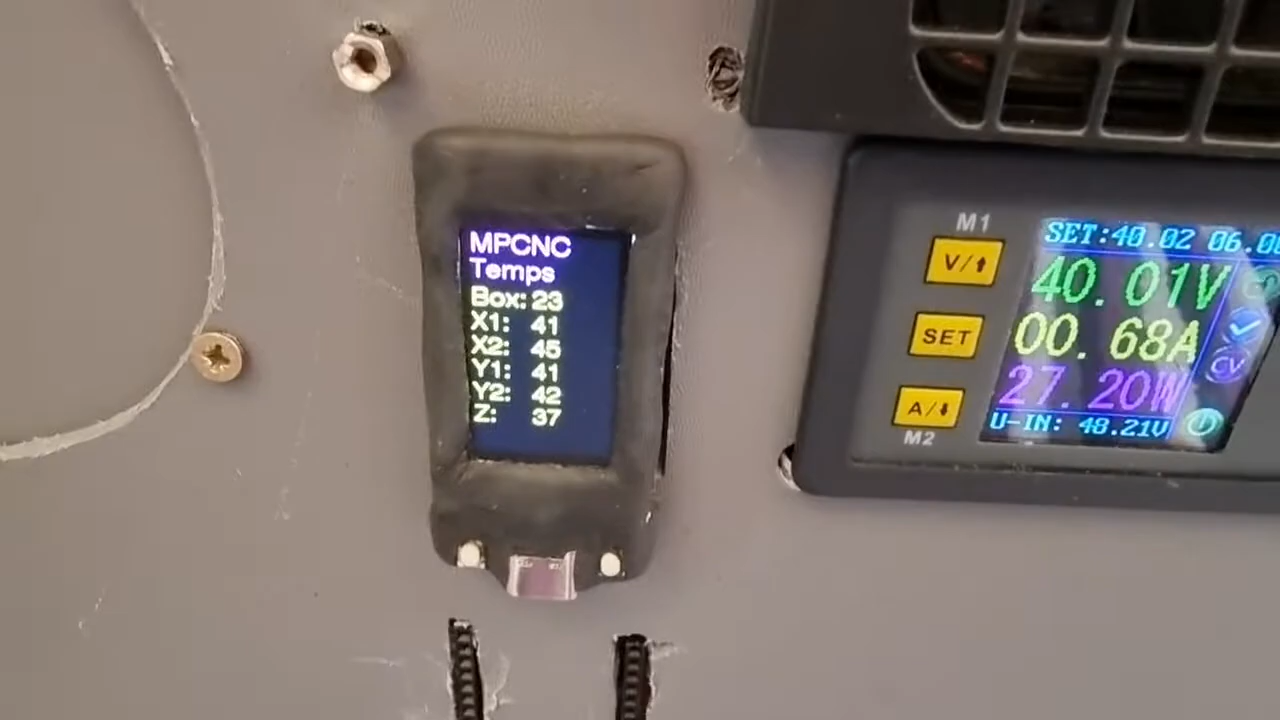 MPCNC
Temps
Box: 23
X1: 41
X2: 45
Y1: 41
Y2: 42
Z: 37
M1
V/↑
SET
A/↓
M2
SET:40.02 06.00
40.01V
00.68A
27.20W
CV
U-IN: 48.21V